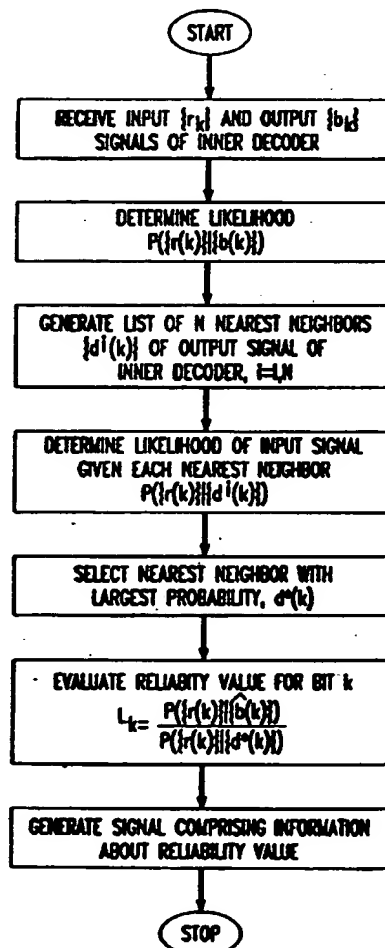 START
RECEIVE INPUT {r_k} AND OUTPUT {b_k}
SIGNALS OF INNER DECODER
DETERMINE LIKELIHOOD
P({r(k)}|{b(k)})
GENERATE LIST OF N NEAREST NEIGHBORS
{d^i(k)} OF OUTPUT SIGNAL OF
INNER DECODER, i=1,N
DETERMINE LIKELIHOOD OF INPUT SIGNAL
GIVEN EACH NEAREST NEIGHBOR
P({r(k)}|{d^i(k)})
SELECT NEAREST NEIGHBOR WITH
LARGEST PROBABILITY, d*(k)
EVALUATE RELIABITY VALUE FOR BIT k
L_k= P({r(k)}|{b̂(k)})
P({r(k)}|{d*(k)})
GENERATE SIGNAL COMPRISING INFORMATION
ABOUT RELIABILITY VALUE
STOP